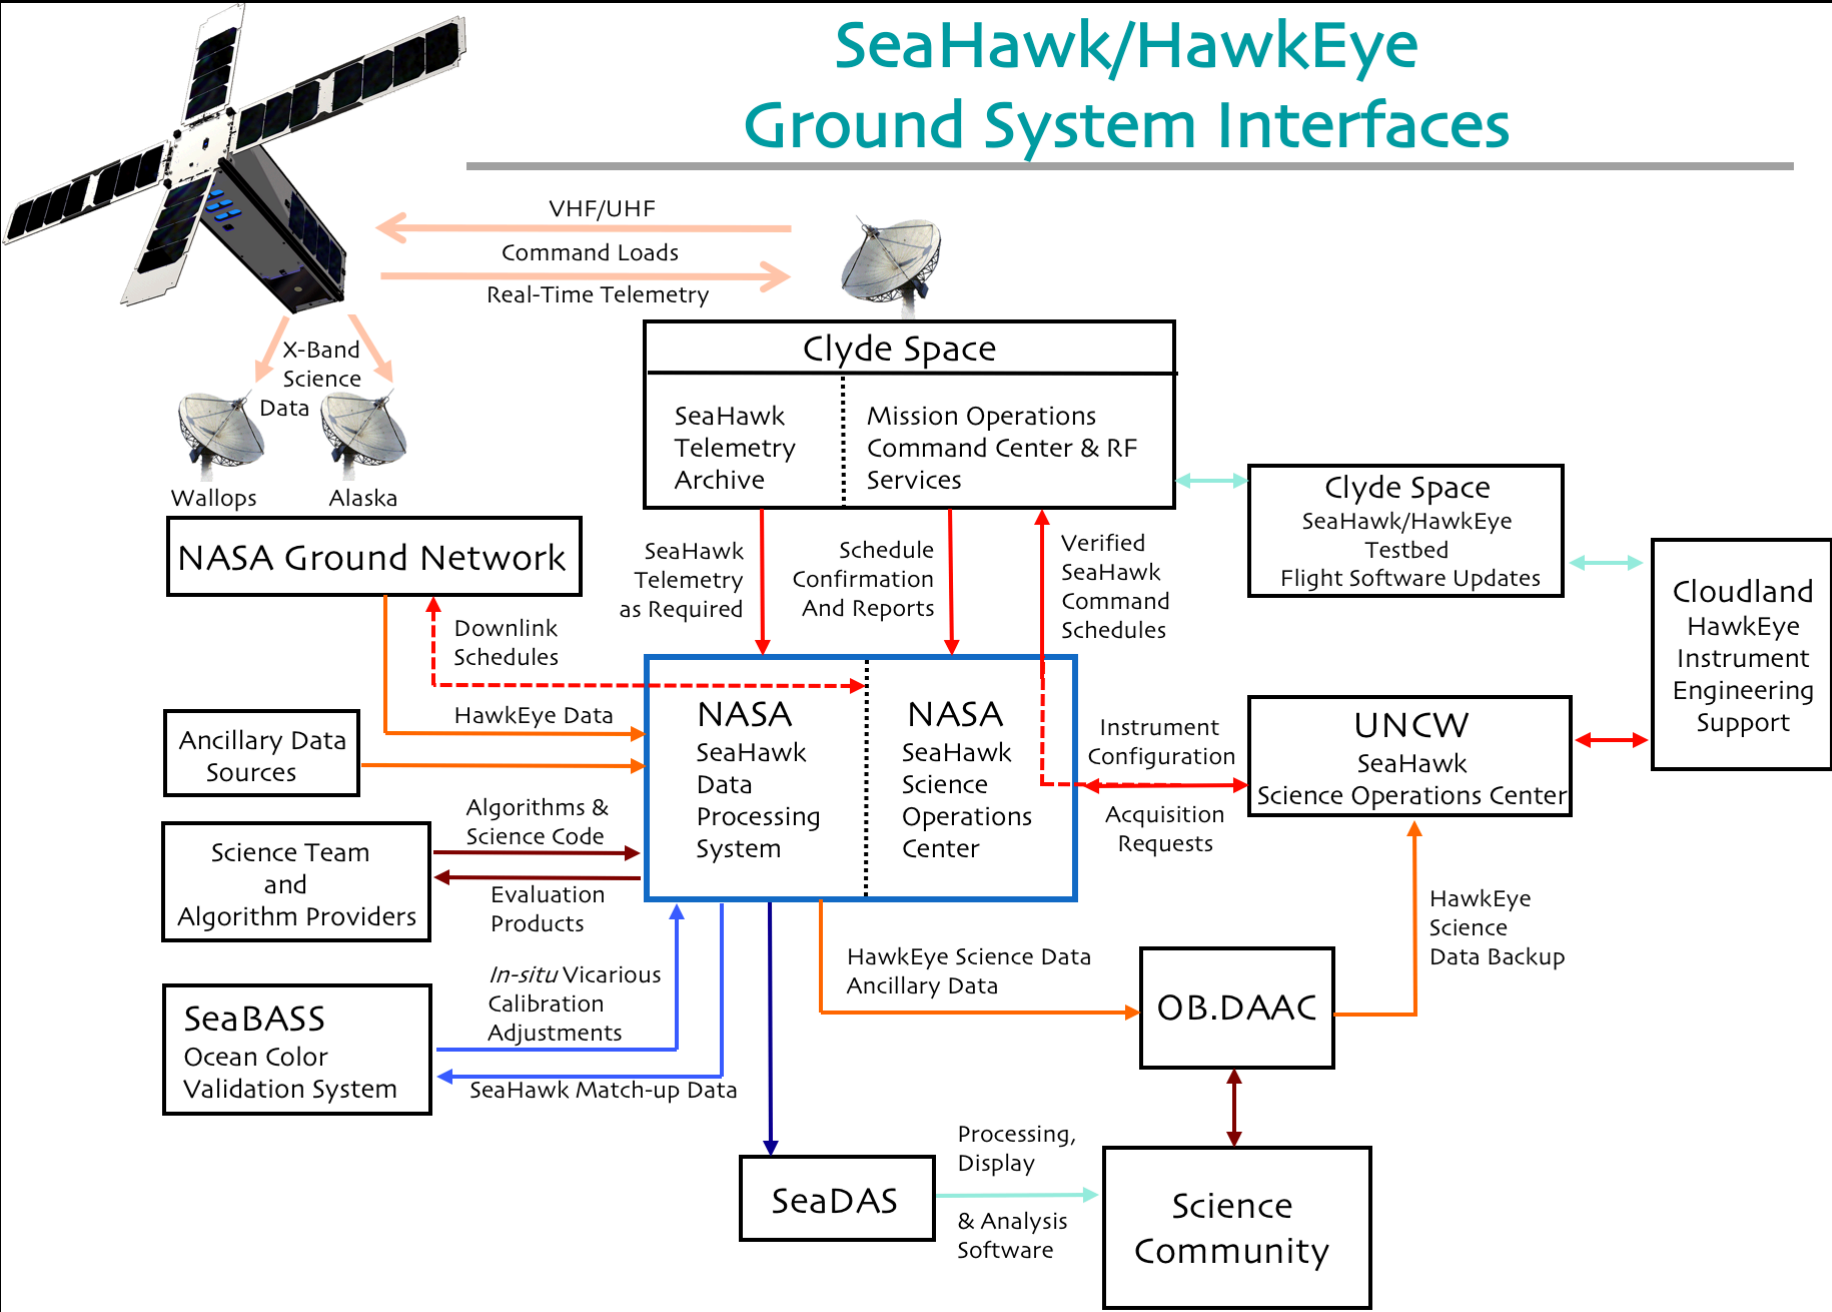 SeaHawk/HawkEye
Ground System Interfaces
VHF/UHF
Command Loads
Real-Time Telemetry
X-Band
Science
Data
Wallops
Alaska
NASA Ground Network
Clyde Space
SeaHawk
Telemetry
Archive
Mission Operations
Command Center & RF
Services
Clyde Space
SeaHawk/HawkEye
Testbed
Flight Software Updates
Cloudland
HawkEye
Instrument
Engineering
Support
SeaHawk
Telemetry
as Required
Schedule
Confirmation
And Reports
Verified
SeaHawk
Command
Schedules
Downlink
Schedules
HawkEye Data
Ancillary Data
Sources
NASA
SeaHawk
Data
Processing
System
NASA
SeaHawk
Science
Operations
Center
Instrument
Configuration
Acquisition
Requests
UNCW
SeaHawk
Science Operations Center
Algorithms &
Science Code
Science Team
and
Algorithm Providers
Evaluation
Products
In-situ Vicarious
Calibration
Adjustments
SeaBASS
Ocean Color
Validation System
SeaHawk Match-up Data
HawkEye Science Data
Ancillary Data
OB.DAAC
HawkEye
Science
Data Backup
SeaDAS
Processing,
Display
& Analysis
Software
Science
Community